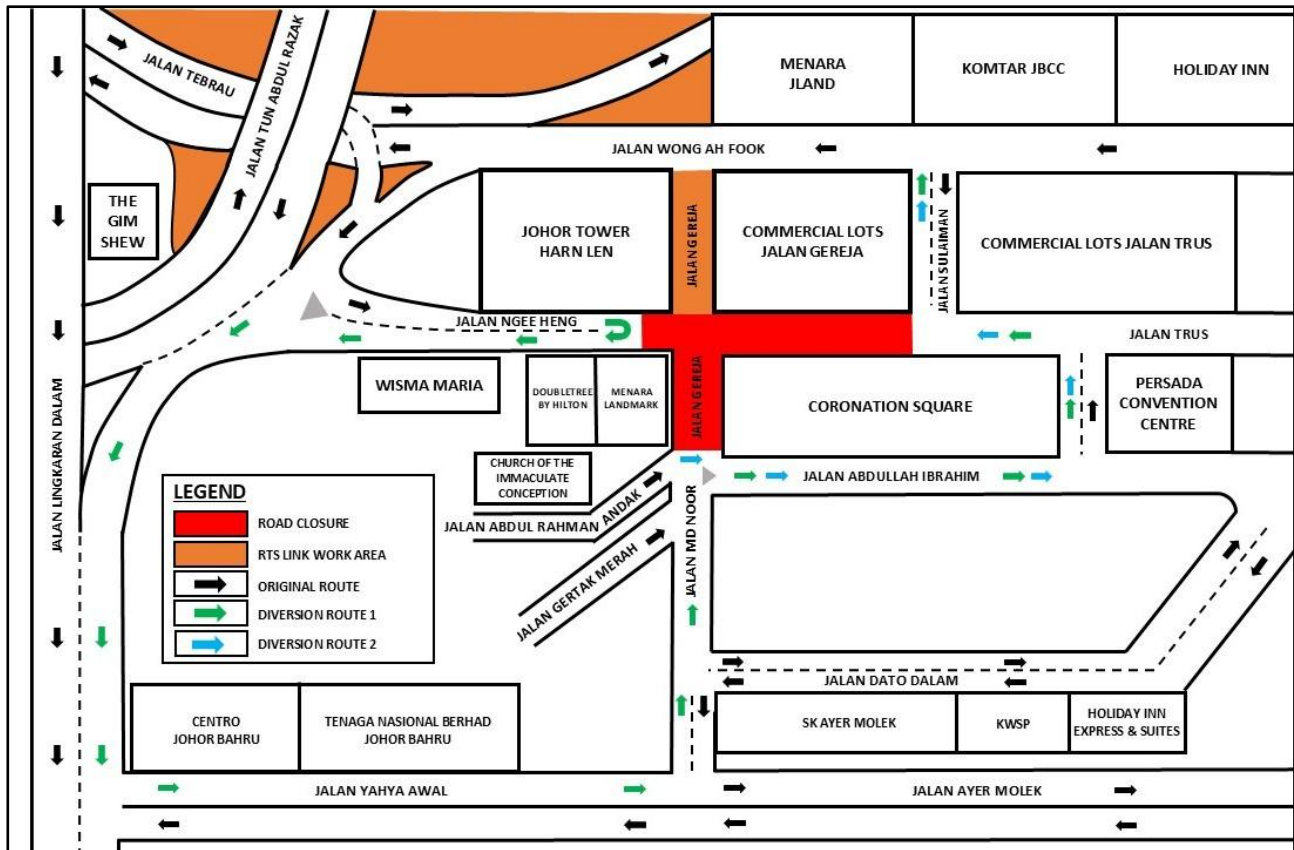 JALAN TEBRAU
JALAN TUN ABDUL RAZAK
MENARA
JLAND
KOMTAR JBCC
HOLIDAY INN
JALAN WONG AH FOOK
THE
GIM
SHEW
JOHOR TOWER
HARN LEN
JALAN GEREJA
COMMERCIAL LOTS
JALAN GEREJA
JALAN SULAIMAN
COMMERCIAL LOTS JALAN TRUS
JALAN NGEE HENG
JALAN TRUS
JALAN LINGKARAN DALAM
WISMA MARIA
DOUBLETREE
BY HILTON
MENARA
LANDMARK
JALAN GEREJA
CORONATION SQUARE
PERSADA
CONVENTION
CENTRE
CHURCH OF THE
IMMACULATE
CONCEPTION
JALAN ABDULLAH IBRAHIM
JALAN ABDUL RAHMAN ANDAK
JALAN MD NOOR
JALAN GERTAK MERAH
LEGEND
ROAD CLOSURE
RTS LINK WORK AREA
ORIGINAL ROUTE
DIVERSION ROUTE 1
DIVERSION ROUTE 2
JALAN DATO DALAM
CENTRO
JOHOR BAHRU
TENAGA NASIONAL BERHAD
JOHOR BAHRU
SK AYER MOLEK
KWSP
HOLIDAY INN
EXPRESS & SUITES
JALAN YAHYA AWAL
JALAN AYER MOLEK